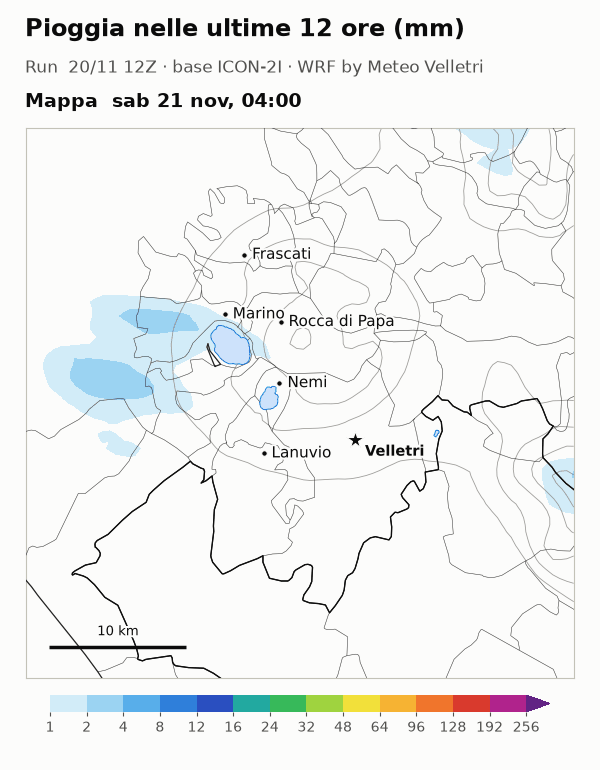 Pioggia nelle ultime 12 ore (mm)
Run  20/11 12Z · base ICON-2I · WRF by Meteo Velletri
Mappa  sab 21 nov, 04:00
Frascati
Marino
Rocca di Papa
Nemi
Velletri
Lanuvio
10 km
1 2 4 8 12 16 24 32 48 64 96 128 192 256